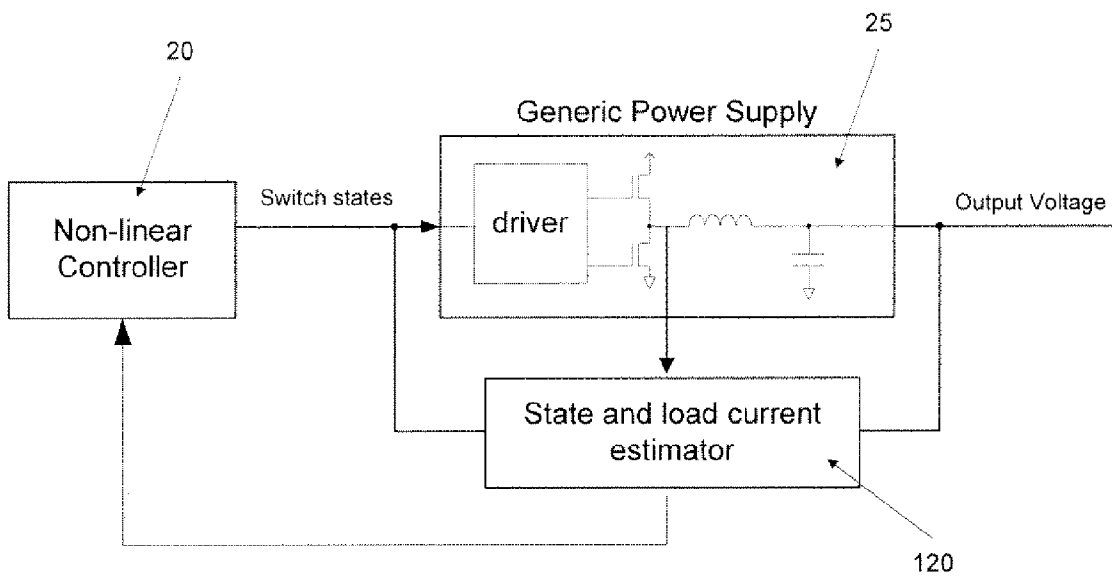 20
25
Generic Power Supply
Switch states
Output Voltage
Non-linear
Controller
driver
State and load current
estimator
120